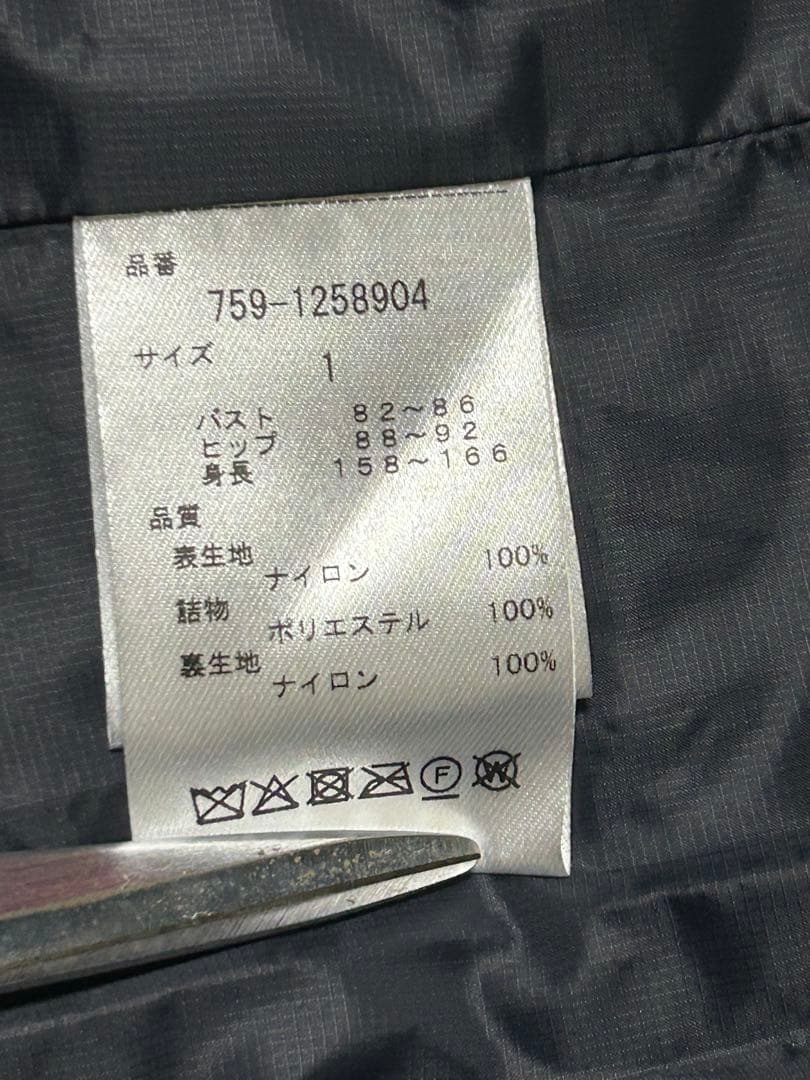 品番
759-1258904
サイズ
1
バスト 82～86
ヒップ 88～92
身長 158～166
品質
表生地 ナイロン 100%
詰物 ポリエステル 100%
裏生地 ナイロン 100%
F W